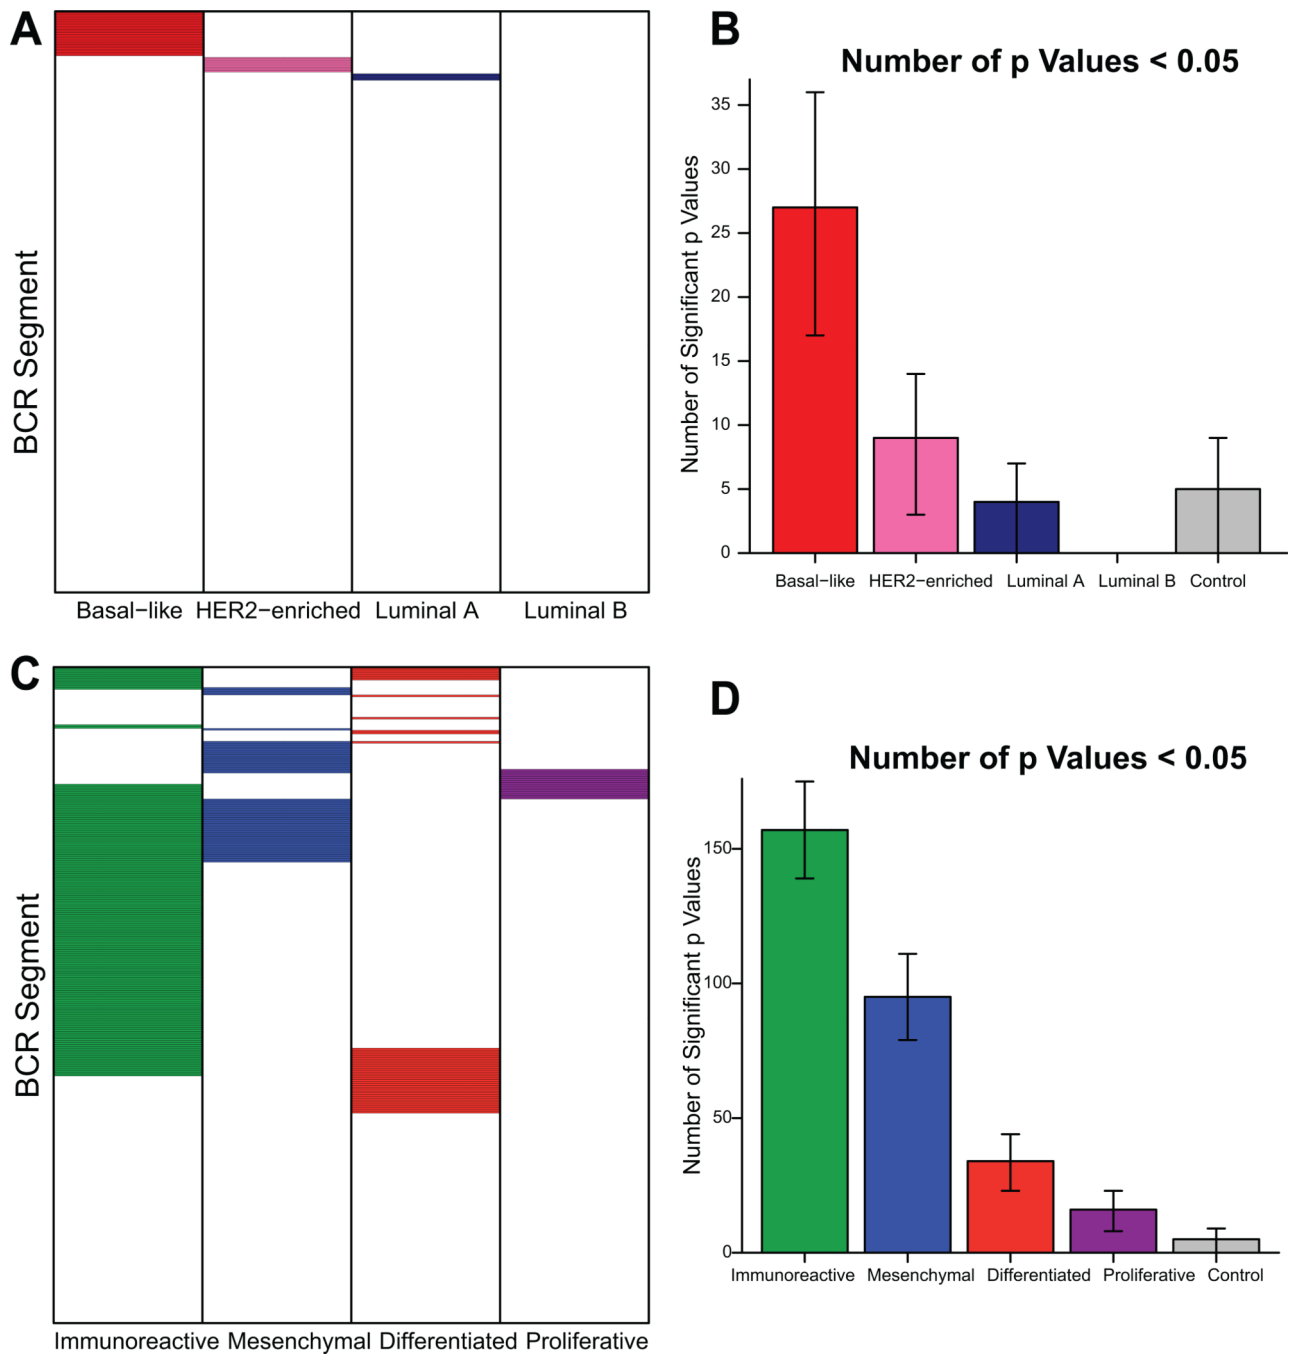 A
BCR Segment
Basal−like HER2−enriched Luminal A Luminal B
B
Number of p Values < 0.05
Number of Significant p Values
35
30
25
20
15
10
5
0
Basal−like HER2−enriched Luminal A Luminal B Control
C
BCR Segment
Immunoreactive Mesenchymal Differentiated Proliferative
D
Number of p Values < 0.05
Number of Significant p Values
150
100
50
0
Immunoreactive Mesenchymal Differentiated Proliferative Control